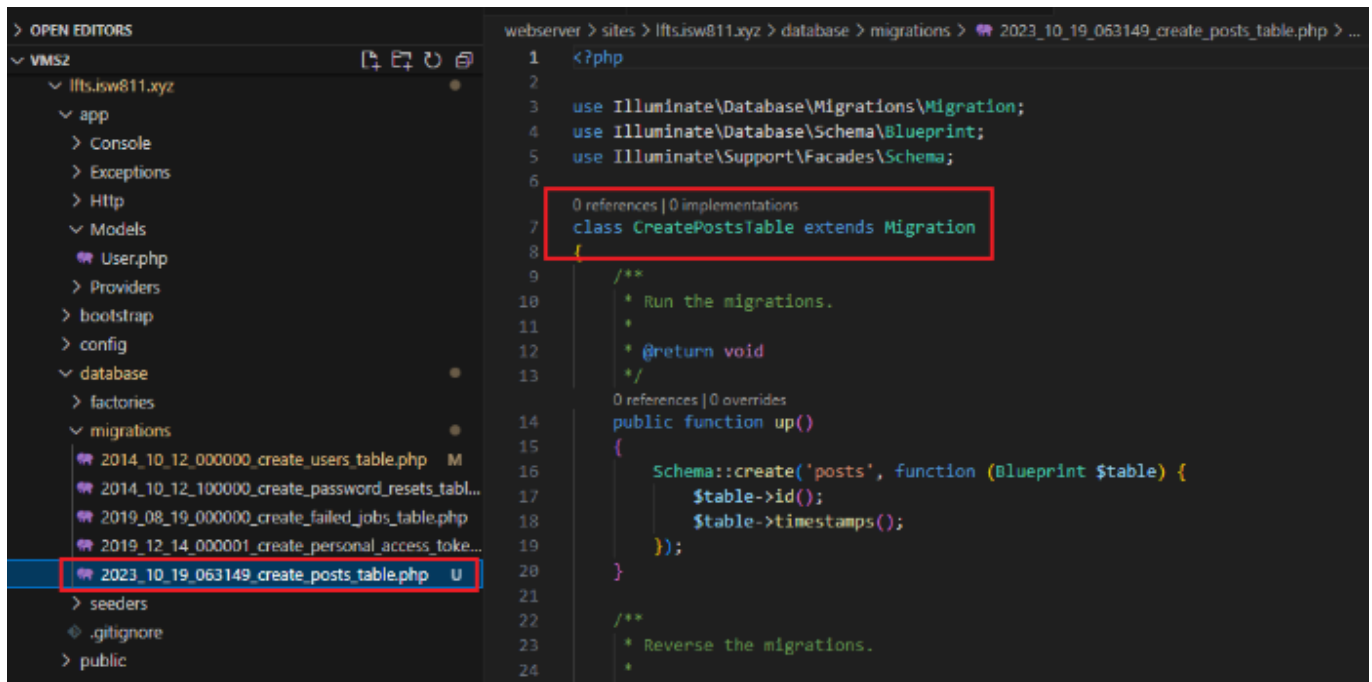 OPEN EDITORS
VMS2
lfts.isw811.xyz
app
Console
Exceptions
Http
Models
User.php
Providers
bootstrap
config
database
factories
migrations
2014_10_12_000000_create_users_table.php M
2014_10_12_100000_create_password_resets_tabl...
2019_08_19_000000_create_failed_jobs_table.php
2019_12_14_000001_create_personal_access_toke...
2023_10_19_063149_create_posts_table.php U
seeders
.gitignore
public
webserver > sites > lfts.isw811.xyz > database > migrations > 2023_10_19_063149_create_posts_table.php > ...
1 <?php
2
3 use Illuminate\Database\Migrations\Migration;
4 use Illuminate\Database\Schema\Blueprint;
5 use Illuminate\Support\Facades\Schema;
6
0 references | 0 implementations
7 class CreatePostsTable extends Migration
8 {
9 /**
10 * Run the migrations.
11 *
12 * @return void
13 */
0 references | 0 overrides
14 public function up()
15 {
16 Schema::create('posts', function (Blueprint $table) {
17 $table->id();
18 $table->timestamps();
19 });
20 }
21
22 /**
23 * Reverse the migrations.
24 *